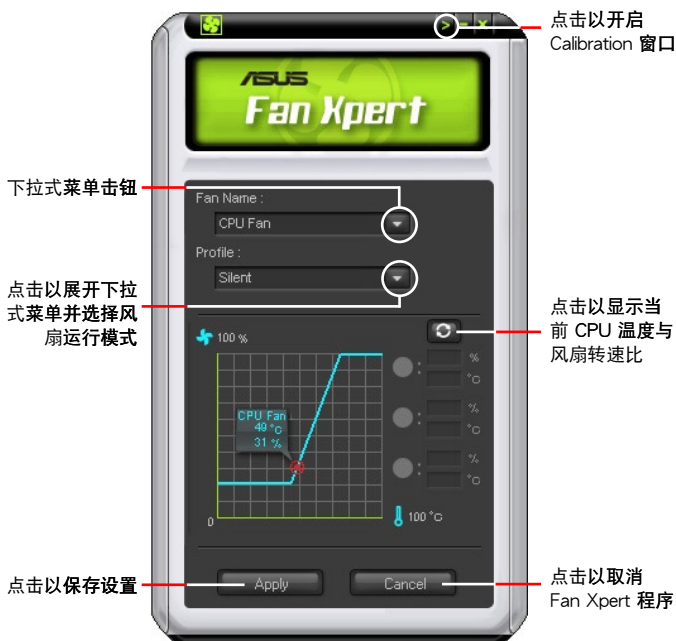 点击以开启
Calibration 窗口
> – ×
ASUS
Fan Xpert
下拉式菜单击钮
Fan Name :
CPU Fan
Profile :
Silent
点击以展开下拉
式菜单并选择风
扇运行模式
点击以显示当
前 CPU 温度与
风扇转速比
100 %
: %
°C
: %
°C
: %
°C
CPU Fan
49 °C
31 %
0
100 °C
点击以保存设置
Apply
Cancel
点击以取消
Fan Xpert 程序